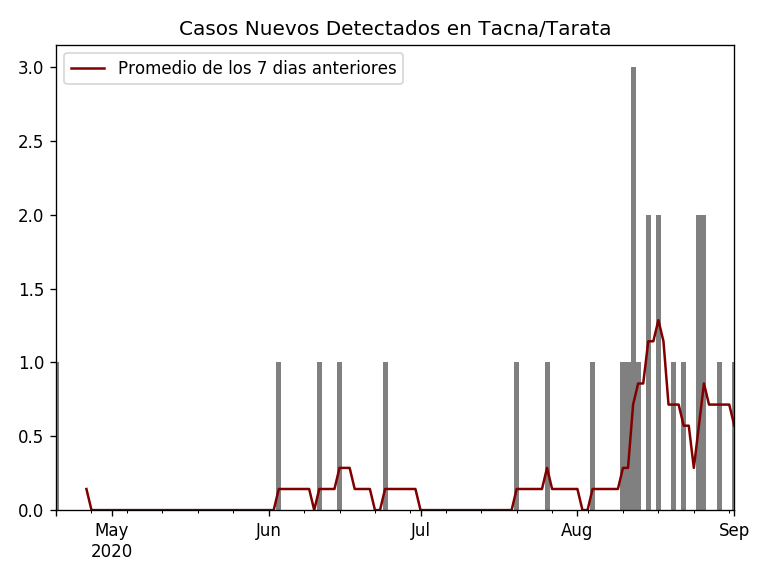 Casos Nuevos Detectados en Tacna/Tarata
Promedio de los 7 dias anteriores
3.0
2.5
2.0
1.5
1.0
0.5
0.0
May Jun Jul Aug Sep
2020